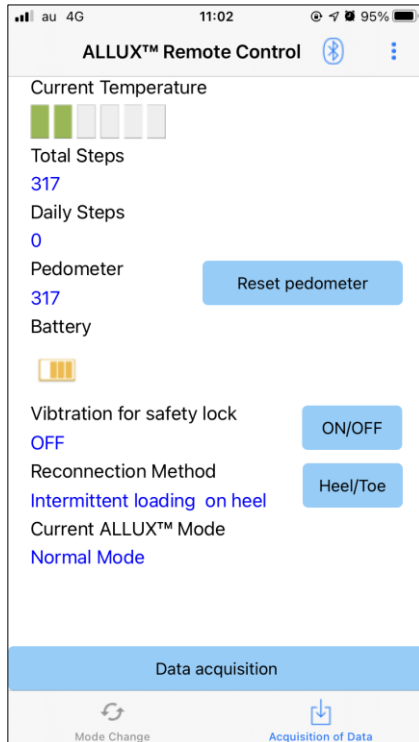 au 4G 11:02 95%
ALLUX™ Remote Control
Current Temperature
Total Steps
317
Daily Steps
0
Pedometer
317
Reset pedometer
Battery
Vibtration for safety lock
OFF
ON/OFF
Reconnection Method
Intermittent loading on heel
Heel/Toe
Current ALLUX™ Mode
Normal Mode
Data acquisition
Mode Change
Acquisition of Data